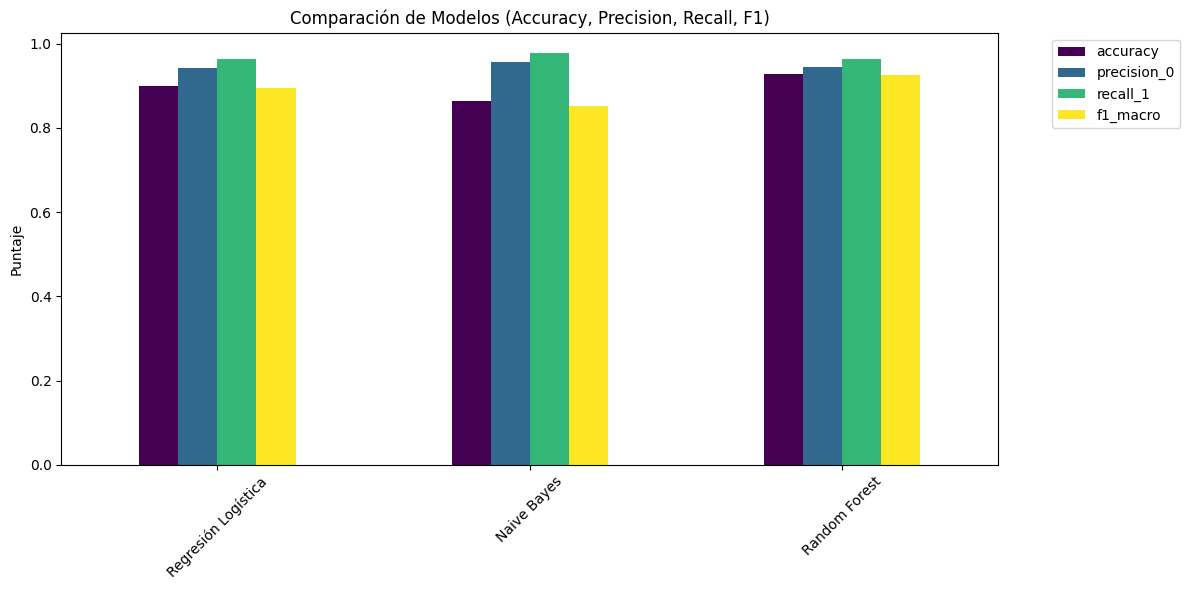 Comparación de Modelos (Accuracy, Precision, Recall, F1)
accuracy
precision_0
recall_1
f1_macro
Puntaje
1.0
0.8
0.6
0.4
0.2
0.0
Regresión Logística
Naive Bayes
Random Forest